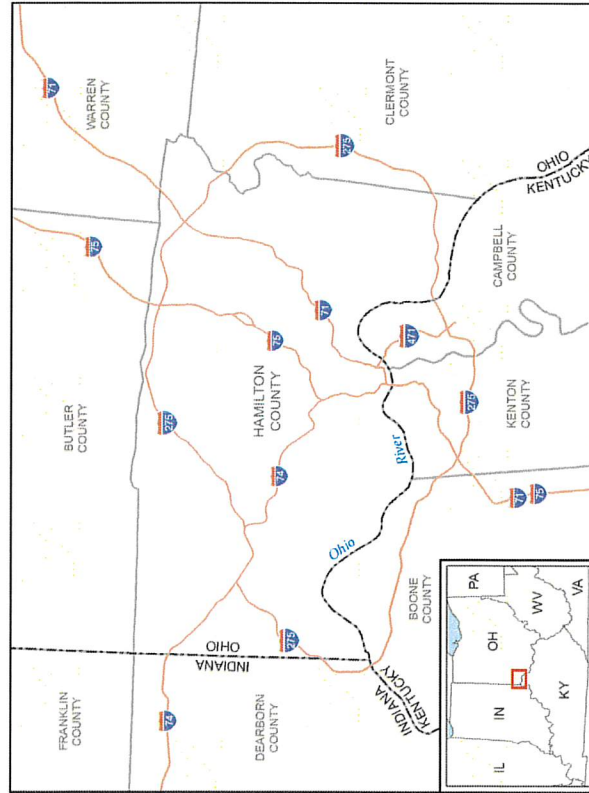 FRANKLIN
COUNTY
BUTLER
COUNTY
WARREN
COUNTY
71
75
74
275
INDIANA
OHIO
DEARBORN
COUNTY
HAMILTON
COUNTY
74
75
275
71
275
CLERMONT
COUNTY
Ohio
River
INDIANA
KENTUCKY
BOONE
COUNTY
471
275
KENTON
COUNTY
CAMPBELL
COUNTY
OHIO
KENTUCKY
71
75
IL
IN
OH
PA
WV
KY
VA